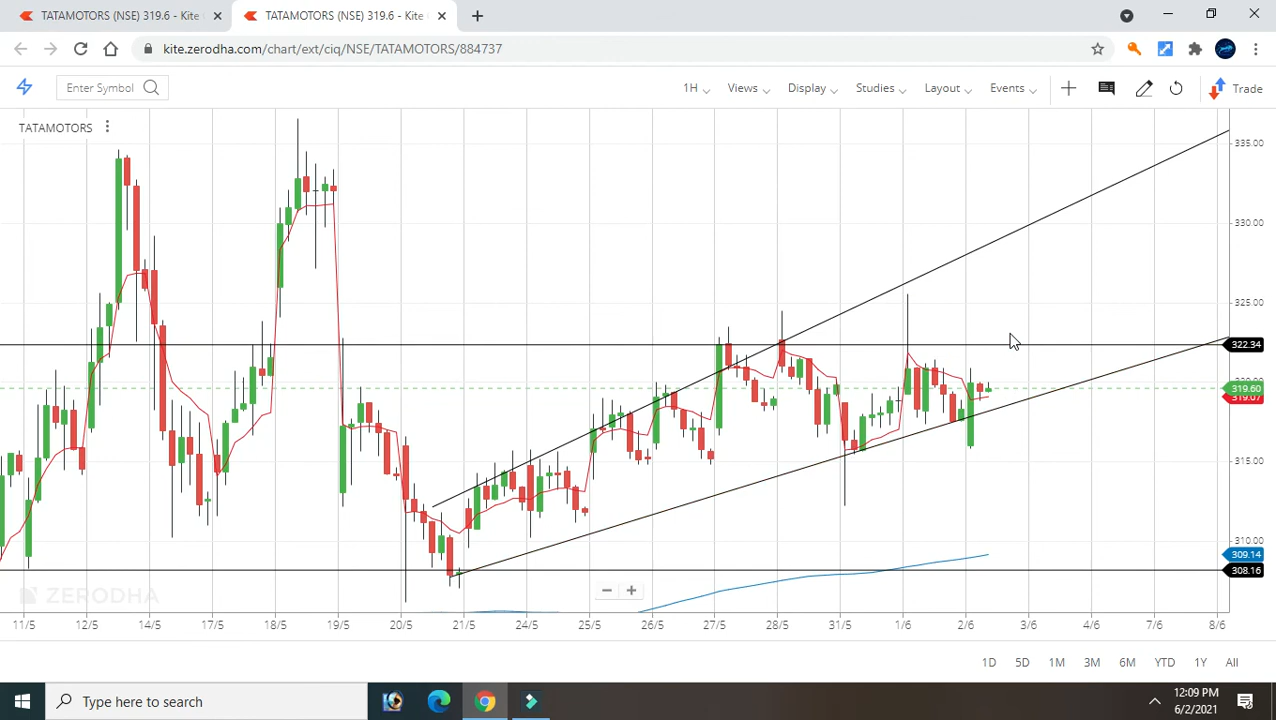 TATAMOTORS (NSE) 319.6 - Kite
TATAMOTORS (NSE) 319.6 - Kite
kite.zerodha.com/chart/ext/ciq/NSE/TATAMOTORS/884737
Enter Symbol
1H Views Display Studies Layout Events Trade
TATAMOTORS
335.00
330.00
325.00
322.34
319.60
319.07
315.00
310.00
309.14
308.16
ZERODHA
11/5 12/5 14/5 17/5 18/5 19/5 20/5 21/5 24/5 25/5 26/5 27/5 28/5 31/5 1/6 2/6 3/6 4/6 7/6 8/6
1D 5D 1M 3M 6M YTD 1Y All
Type here to search
12:09 PM
6/2/2021